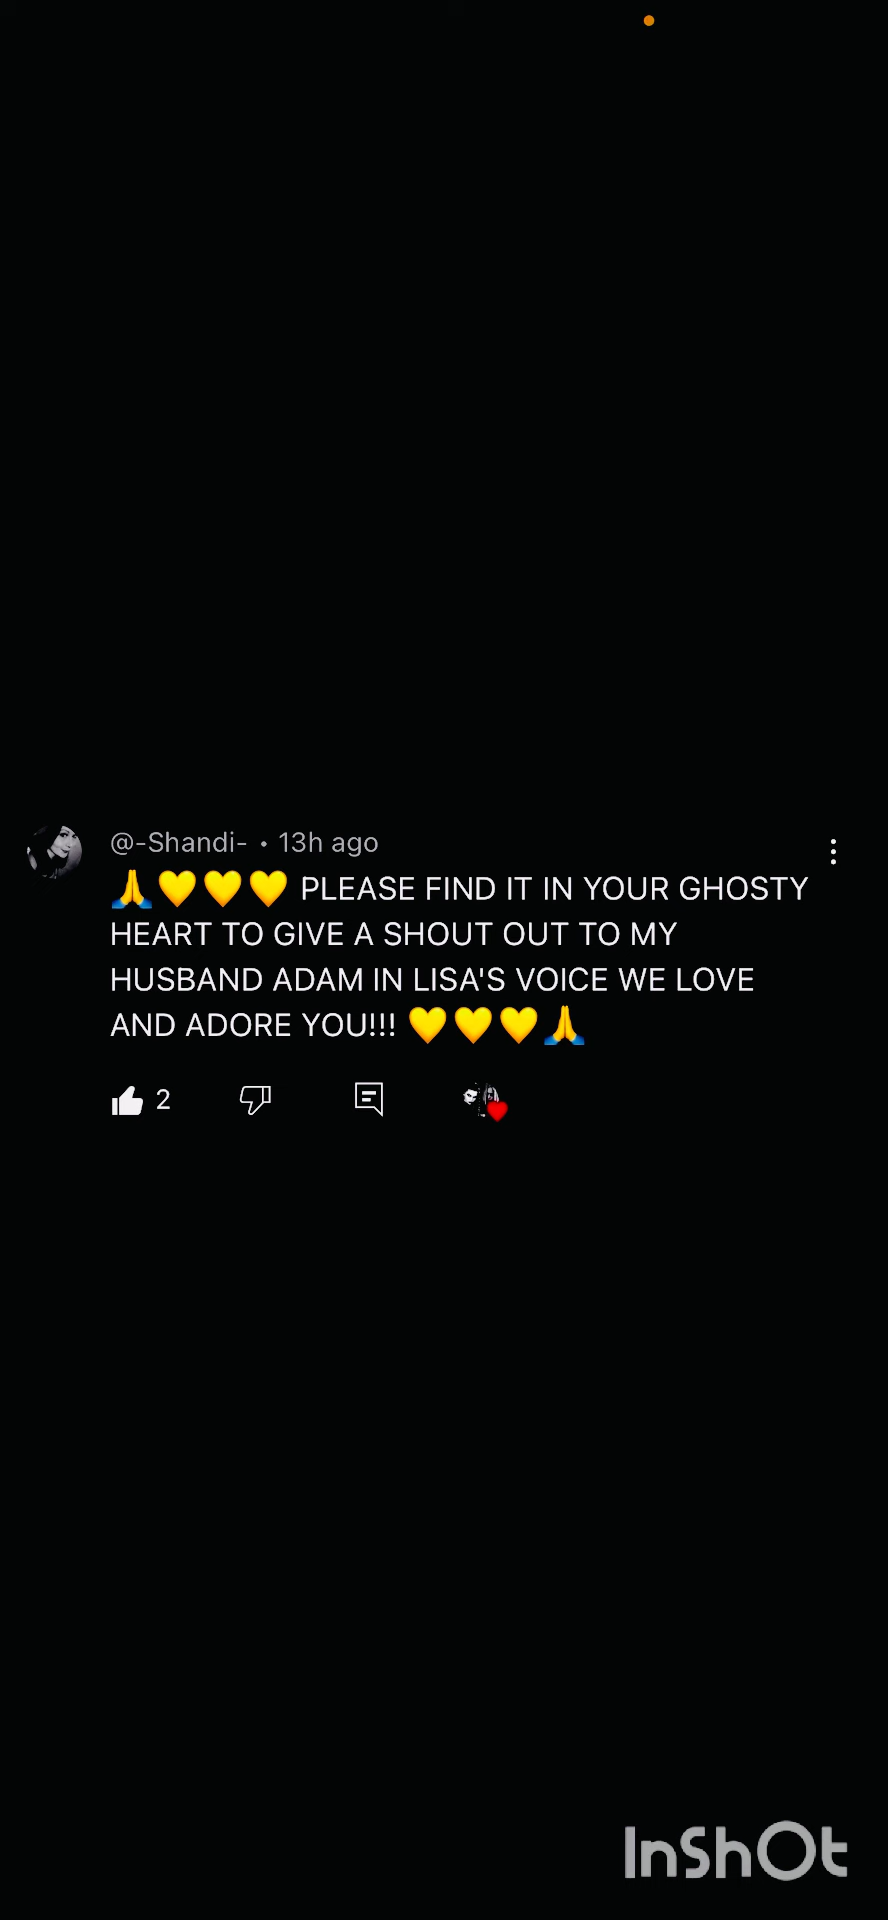 @-Shandi- • 13h ago
🙏💛💛💛 PLEASE FIND IT IN YOUR GHOSTY
HEART TO GIVE A SHOUT OUT TO MY
HUSBAND ADAM IN LISA'S VOICE WE LOVE
AND ADORE YOU!!! 💛💛💛🙏
2
InShOt